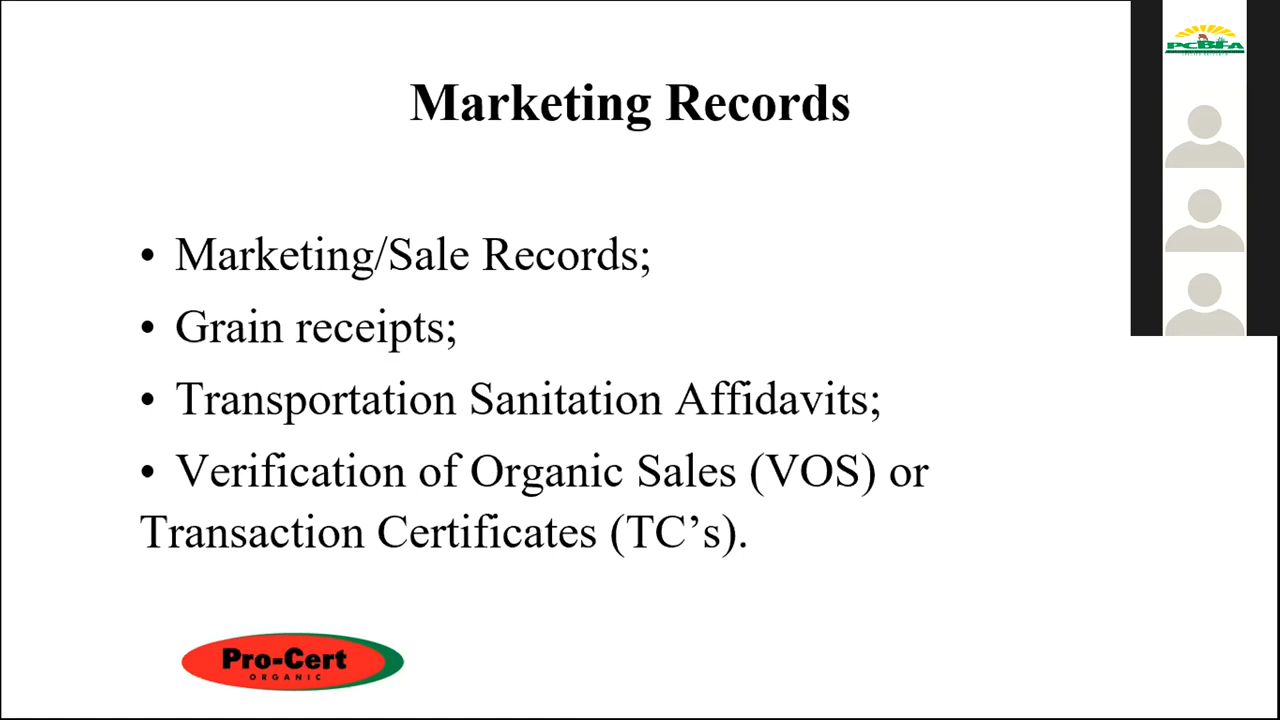 Marketing Records
• Marketing/Sale Records;
• Grain receipts;
• Transportation Sanitation Affidavits;
• Verification of Organic Sales (VOS) or
Transaction Certificates (TC’s).
Pro-Cert
ORGANIC
PCBFA